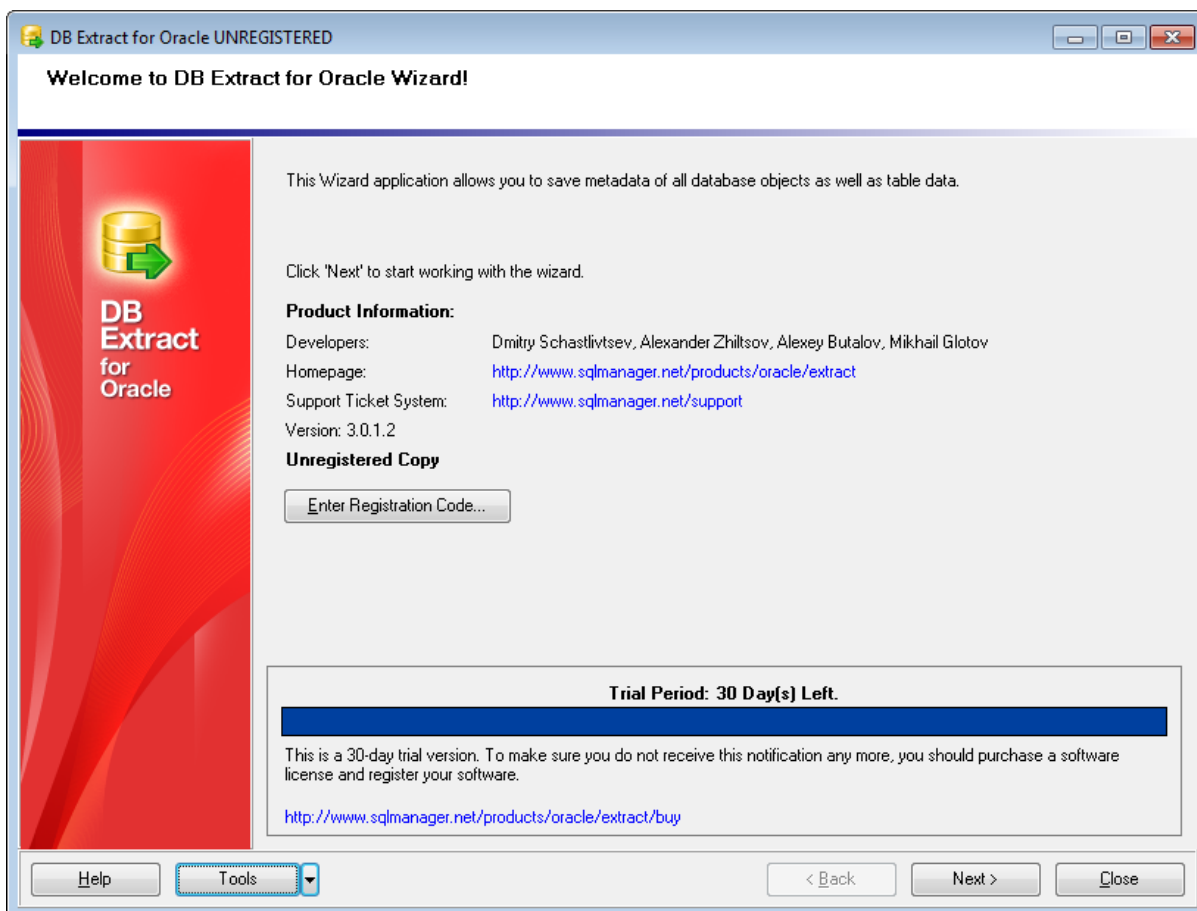 DB Extract for Oracle UNREGISTERED
Welcome to DB Extract for Oracle Wizard!
This Wizard application allows you to save metadata of all database objects as well as table data.
Click 'Next' to start working with the wizard.
DB
Extract
for
Oracle
Product Information:
Developers: Dmitry Schastlivtsev, Alexander Zhiltsov, Alexey Butalov, Mikhail Glotov
Homepage: http://www.sqlmanager.net/products/oracle/extract
Support Ticket System: http://www.sqlmanager.net/support
Version: 3.0.1.2
Unregistered Copy
Enter Registration Code...
Trial Period: 30 Day(s) Left.
This is a 30-day trial version. To make sure you do not receive this notification any more, you should purchase a software
license and register your software.
http://www.sqlmanager.net/products/oracle/extract/buy
Help Tools < Back Next > Close